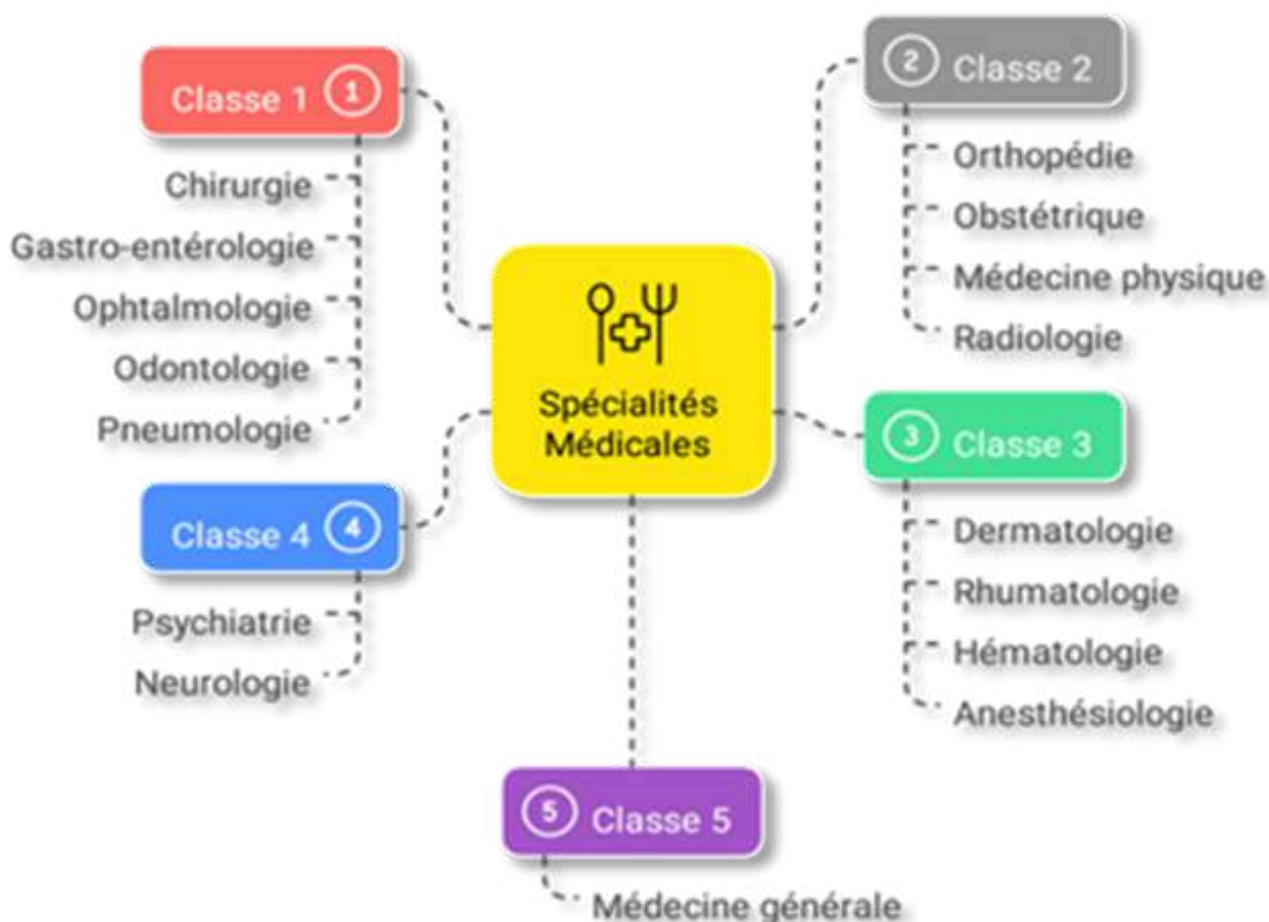 Classe 1 1
Chirurgie
Gastro-entérologie
Ophtalmologie
Odontologie
Pneumologie
2 Classe 2
Orthopédie
Obstétrique
Médecine physique
Radiologie
Spécialités
Médicales
3 Classe 3
Dermatologie
Rhumatologie
Hématologie
Anesthésiologie
Classe 4 4
Psychiatrie
Neurologie
5 Classe 5
Médecine générale